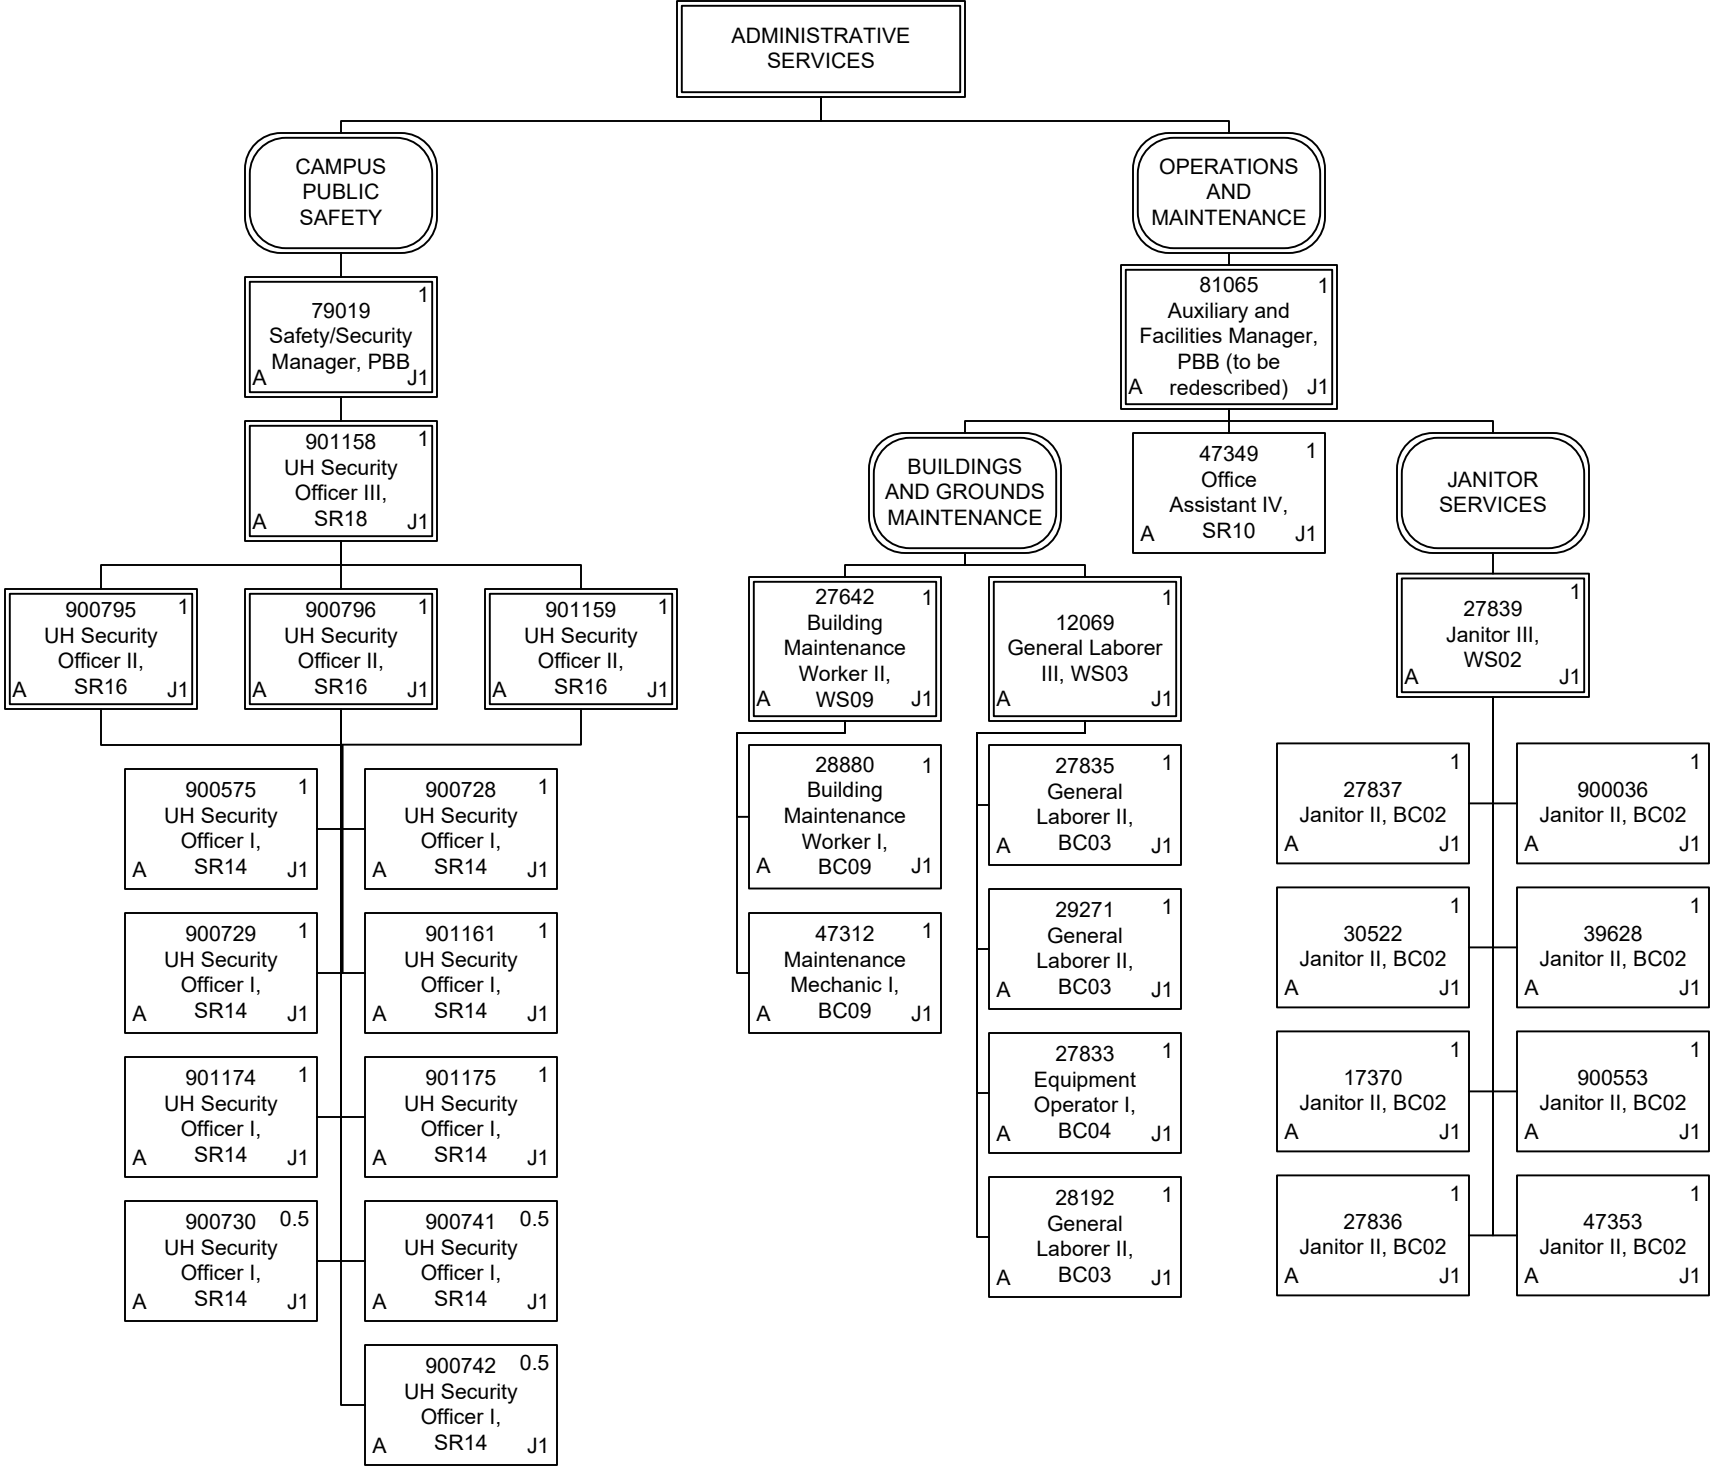 ADMINISTRATIVE
SERVICES
CAMPUS
PUBLIC
SAFETY
1
79019
Safety/Security
Manager, PBB
A
J1
901158
1
UH Security
Officer III,
SR18
A
J1
900795
1
UH Security
Officer II,
SR16
A
J1
900796
1
UH Security
Officer II,
SR16
A
J1
901159
1
UH Security
Officer II,
SR16
A
J1
900575
1
UH Security
Officer I,
SR14
A
J1
900728
1
UH Security
Officer I,
SR14
A
J1
900729
1
UH Security
Officer I,
SR14
A
J1
901161
1
UH Security
Officer I,
SR14
A
J1
901174
1
UH Security
Officer I,
SR14
A
J1
901175
1
UH Security
Officer I,
SR14
A
J1
900730
0.5
UH Security
Officer I,
SR14
A
J1
900741
0.5
UH Security
Officer I,
SR14
A
J1
900742
0.5
UH Security
Officer I,
SR14
A
J1
OPERATIONS
AND
MAINTENANCE
81065
1
Auxiliary and
Facilities Manager,
PBB (to be
redescribed)
A
J1
BUILDINGS
AND GROUNDS
MAINTENANCE
47349
1
Office
Assistant IV,
SR10
A
J1
JANITOR
SERVICES
27642
1
Building
Maintenance
Worker II,
WS09
A
J1
28880
1
Building
Maintenance
Worker I,
BC09
A
J1
47312
1
Maintenance
Mechanic I,
BC09
A
J1
1
12069
General Laborer
III, WS03
A
J1
27835
1
General
Laborer II,
BC03
A
J1
29271
1
General
Laborer II,
BC03
A
J1
27833
1
Equipment
Operator I,
BC04
A
J1
28192
1
General
Laborer II,
BC03
A
J1
1
27839
Janitor III,
WS02
A
J1
1
27837
Janitor II, BC02
A
J1
1
900036
Janitor II, BC02
A
J1
1
30522
Janitor II, BC02
A
J1
1
39628
Janitor II, BC02
A
J1
1
17370
Janitor II, BC02
A
J1
1
900553
Janitor II, BC02
A
J1
1
27836
Janitor II, BC02
A
J1
1
47353
Janitor II, BC02
A
J1